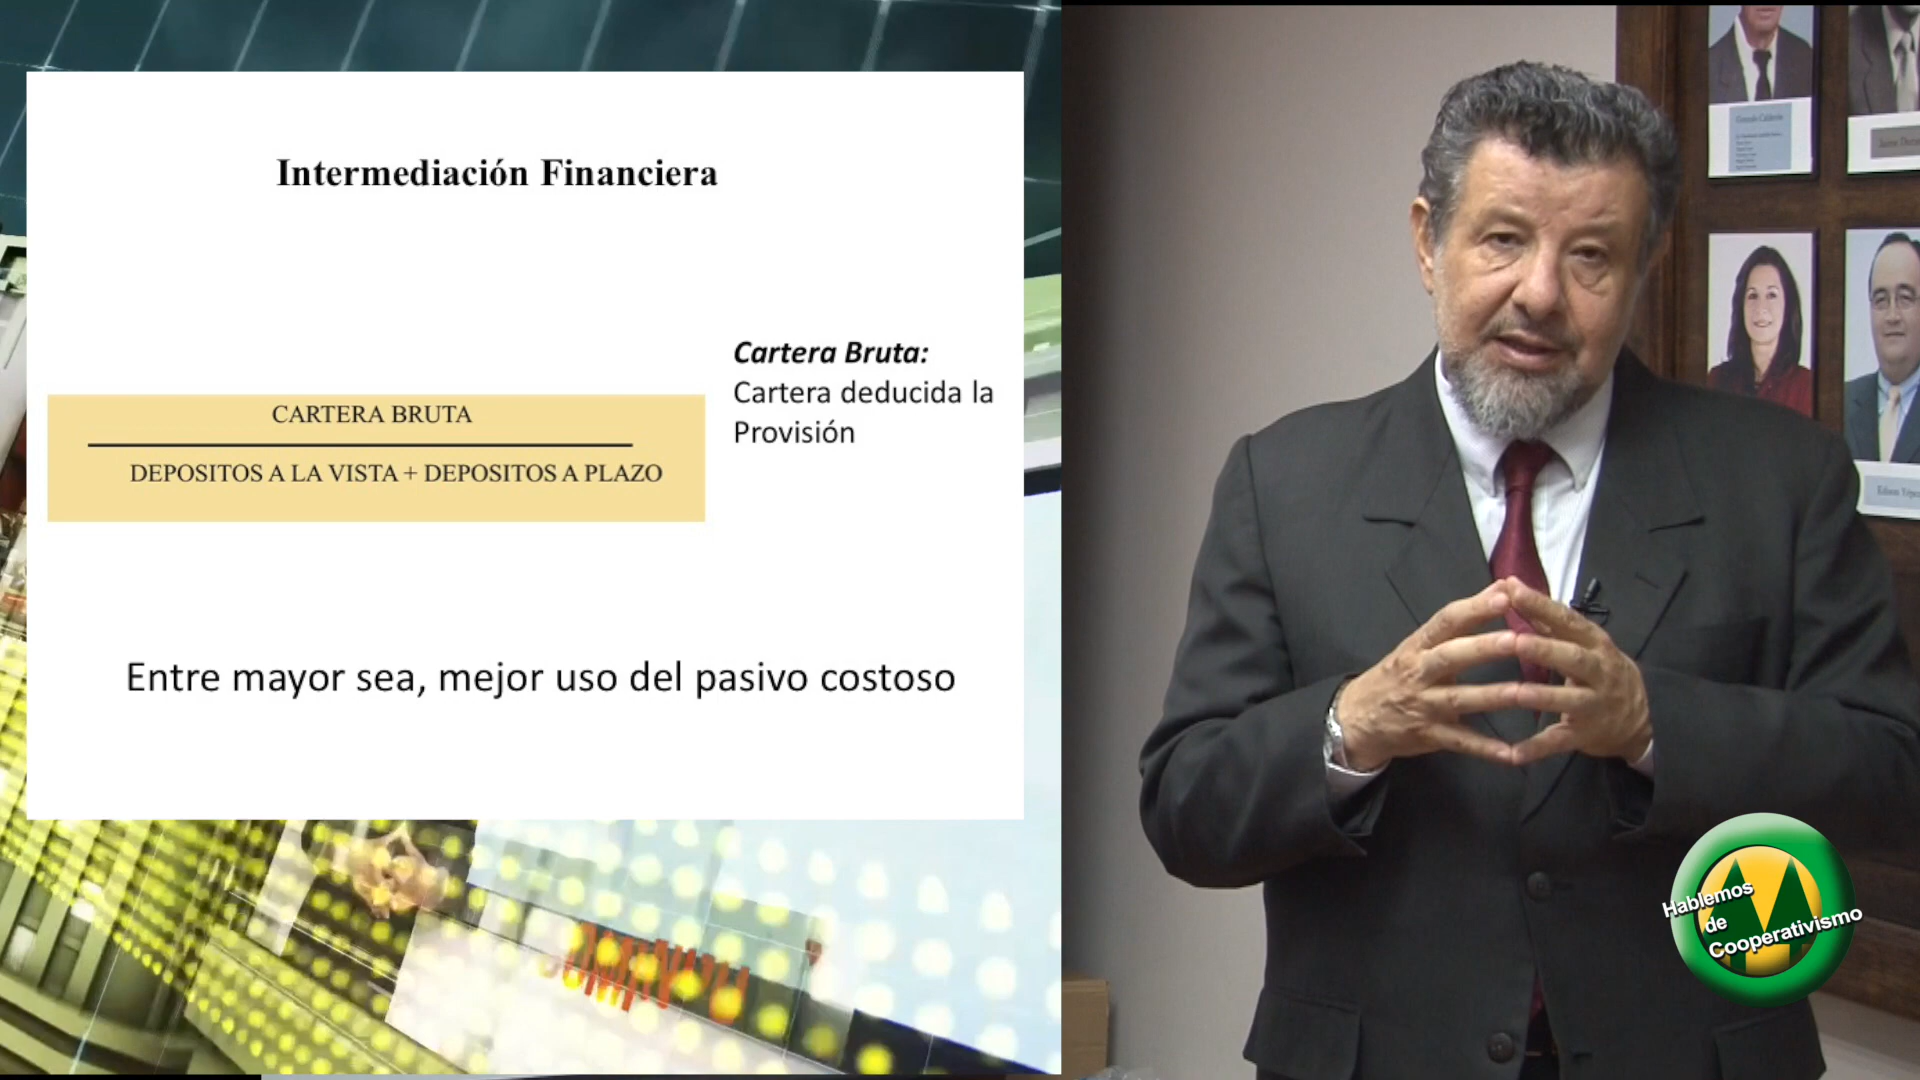 Intermediación Financiera
Cartera Bruta:
Cartera deducida la
Provisión
CARTERA BRUTA
DEPOSITOS A LA VISTA + DEPOSITOS A PLAZO
Entre mayor sea, mejor uso del pasivo costoso
Hablemos
de
Cooperativismo